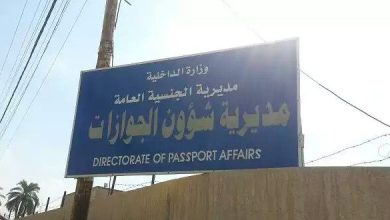 وزارة الداخلية
مديرية الجنسية العامة
مديرية شؤون الجوازات
DIRECTORATE OF PASSPORT AFFAIRS